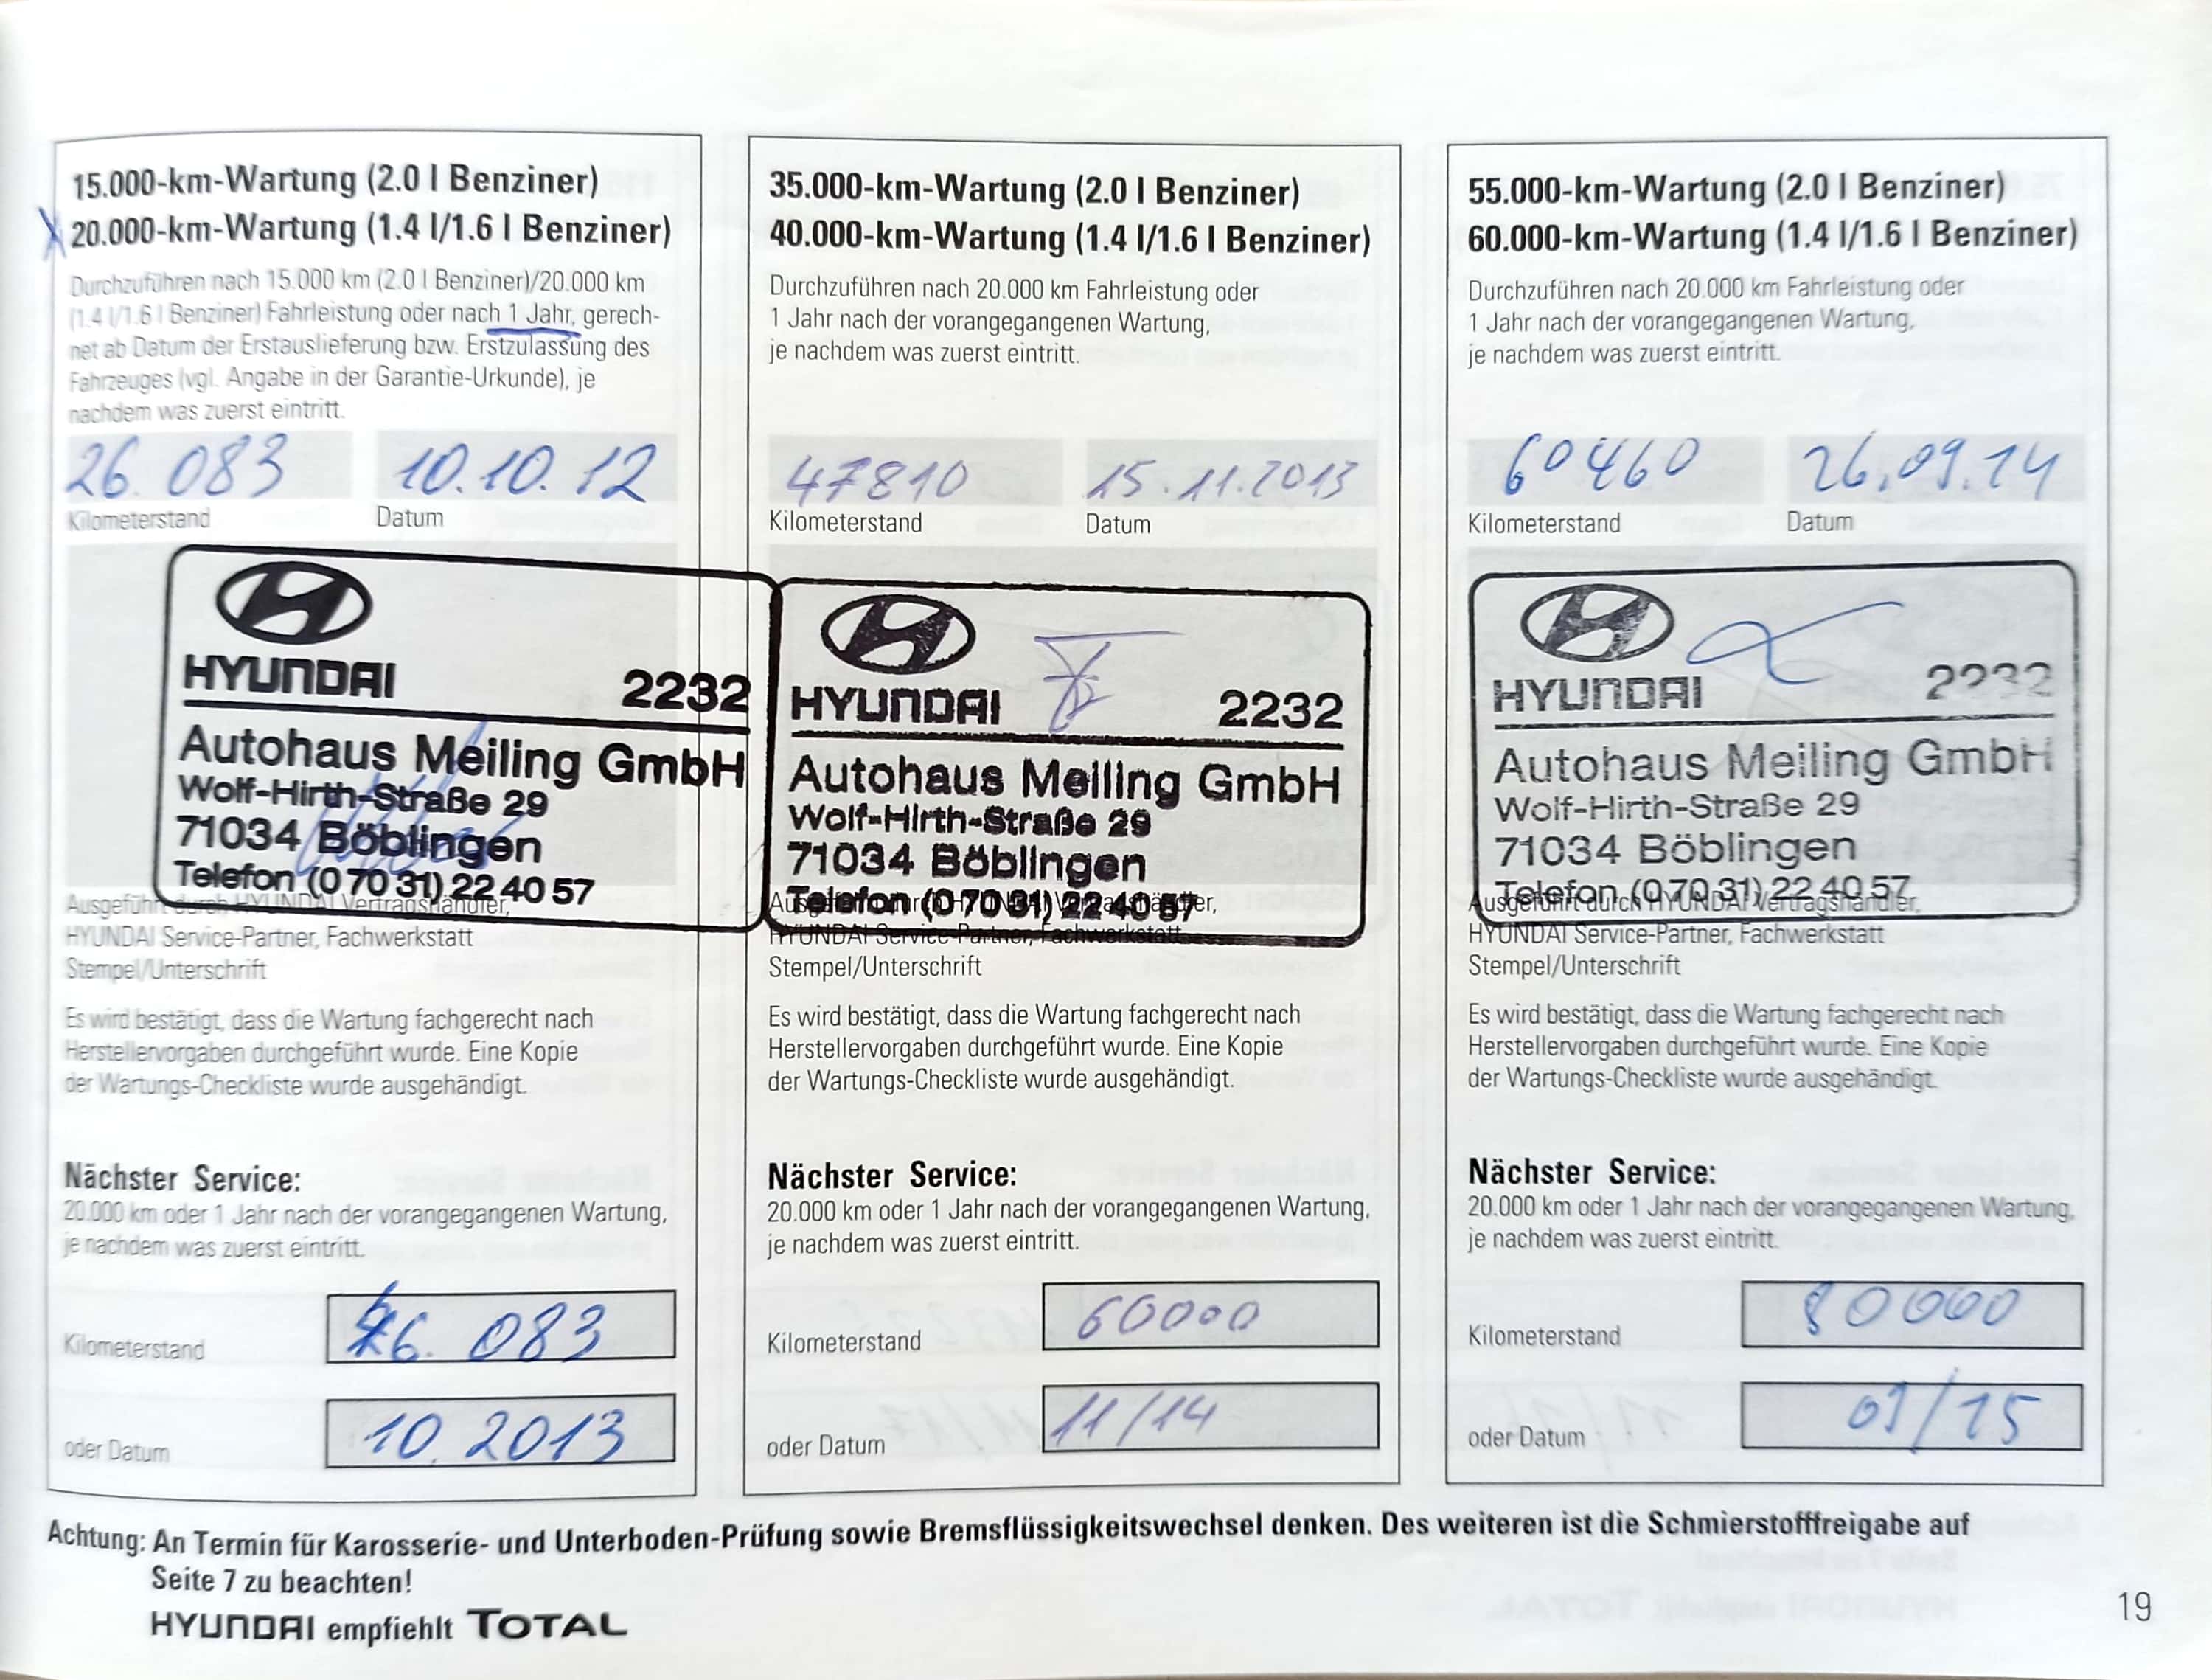 15.000-km-Wartung (2.0 l Benziner)
X 20.000-km-Wartung (1.4 l/1.6 l Benziner)
Durchzuführen nach 15.000 km (2.0 l Benziner)/20.000 km
(1.4 l/1.6 l Benziner) Fahrleistung oder nach 1 Jahr, gerech-
net ab Datum der Erstauslieferung bzw. Erstzulassung des
Fahrzeuges (vgl. Angabe in der Garantie-Urkunde), je
nachdem was zuerst eintritt.
26.083 10.10.12
Kilometerstand Datum
HYUNDAI 2232
Autohaus Meiling GmbH
Wolf-Hirth-Straße 29
71034 Böblingen
Telefon (0 70 31) 22 40 57
Ausgeführt durch HYUNDAI Vertragshändler,
HYUNDAI Service-Partner, Fachwerkstatt
Stempel/Unterschrift
Es wird bestätigt, dass die Wartung fachgerecht nach
Herstellervorgaben durchgeführt wurde. Eine Kopie
der Wartungs-Checkliste wurde ausgehändigt.
Nächster Service:
20.000 km oder 1 Jahr nach der vorangegangenen Wartung,
je nachdem was zuerst eintritt.
Kilometerstand 46.083
oder Datum 10.2013
35.000-km-Wartung (2.0 l Benziner)
40.000-km-Wartung (1.4 l/1.6 l Benziner)
Durchzuführen nach 20.000 km Fahrleistung oder
1 Jahr nach der vorangegangenen Wartung,
je nachdem was zuerst eintritt.
47810 15.11.2013
Kilometerstand Datum
HYUNDAI 2232
Autohaus Meiling GmbH
Wolf-Hirth-Straße 29
71034 Böblingen
Telefon (0 70 31) 22 40 57
Ausgeführt durch HYUNDAI Vertragshändler,
HYUNDAI Service-Partner, Fachwerkstatt
Stempel/Unterschrift
Es wird bestätigt, dass die Wartung fachgerecht nach
Herstellervorgaben durchgeführt wurde. Eine Kopie
der Wartungs-Checkliste wurde ausgehändigt.
Nächster Service:
20.000 km oder 1 Jahr nach der vorangegangenen Wartung,
je nachdem was zuerst eintritt.
Kilometerstand 60000
oder Datum 11/14
55.000-km-Wartung (2.0 l Benziner)
60.000-km-Wartung (1.4 l/1.6 l Benziner)
Durchzuführen nach 20.000 km Fahrleistung oder
1 Jahr nach der vorangegangenen Wartung,
je nachdem was zuerst eintritt.
60460 26.09.14
Kilometerstand Datum
HYUNDAI 2232
Autohaus Meiling GmbH
Wolf-Hirth-Straße 29
71034 Böblingen
Telefon (0 70 31) 22 40 57
Ausgeführt durch HYUNDAI Vertragshändler,
HYUNDAI Service-Partner, Fachwerkstatt
Stempel/Unterschrift
Es wird bestätigt, dass die Wartung fachgerecht nach
Herstellervorgaben durchgeführt wurde. Eine Kopie
der Wartungs-Checkliste wurde ausgehändigt.
Nächster Service:
20.000 km oder 1 Jahr nach der vorangegangenen Wartung,
je nachdem was zuerst eintritt.
Kilometerstand 80000
oder Datum 09/15
Achtung: An Termin für Karosserie- und Unterboden-Prüfung sowie Bremsflüssigkeitswechsel denken. Des weiteren ist die Schmierstofffreigabe auf
Seite 7 zu beachten!
HYUNDAI empfiehlt TOTAL
19